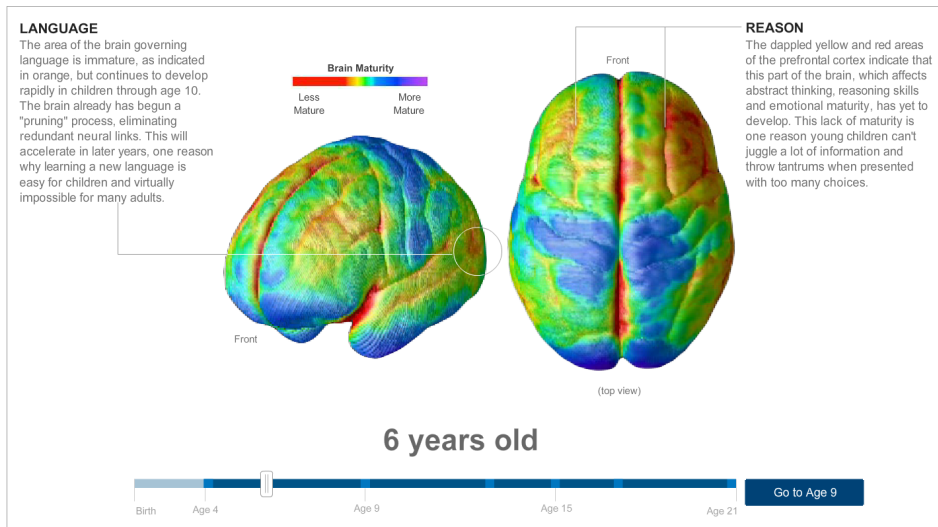 LANGUAGE
The area of the brain governing
language is immature, as indicated
in orange, but continues to develop
rapidly in children through age 10.
The brain already has begun a
"pruning" process, eliminating
redundant neural links. This will
accelerate in later years, one reason
why learning a new language is
easy for children and virtually
impossible for many adults.
Brain Maturity
Less
Mature
More
Mature
Front
Front
(top view)
REASON
The dappled yellow and red areas
of the prefrontal cortex indicate that
this part of the brain, which affects
abstract thinking, reasoning skills
and emotional maturity, has yet to
develop. This lack of maturity is
one reason young children can't
juggle a lot of information and
throw tantrums when presented
with too many choices.
6 years old
Birth
Age 4
Age 9
Age 15
Age 21
Go to Age 9